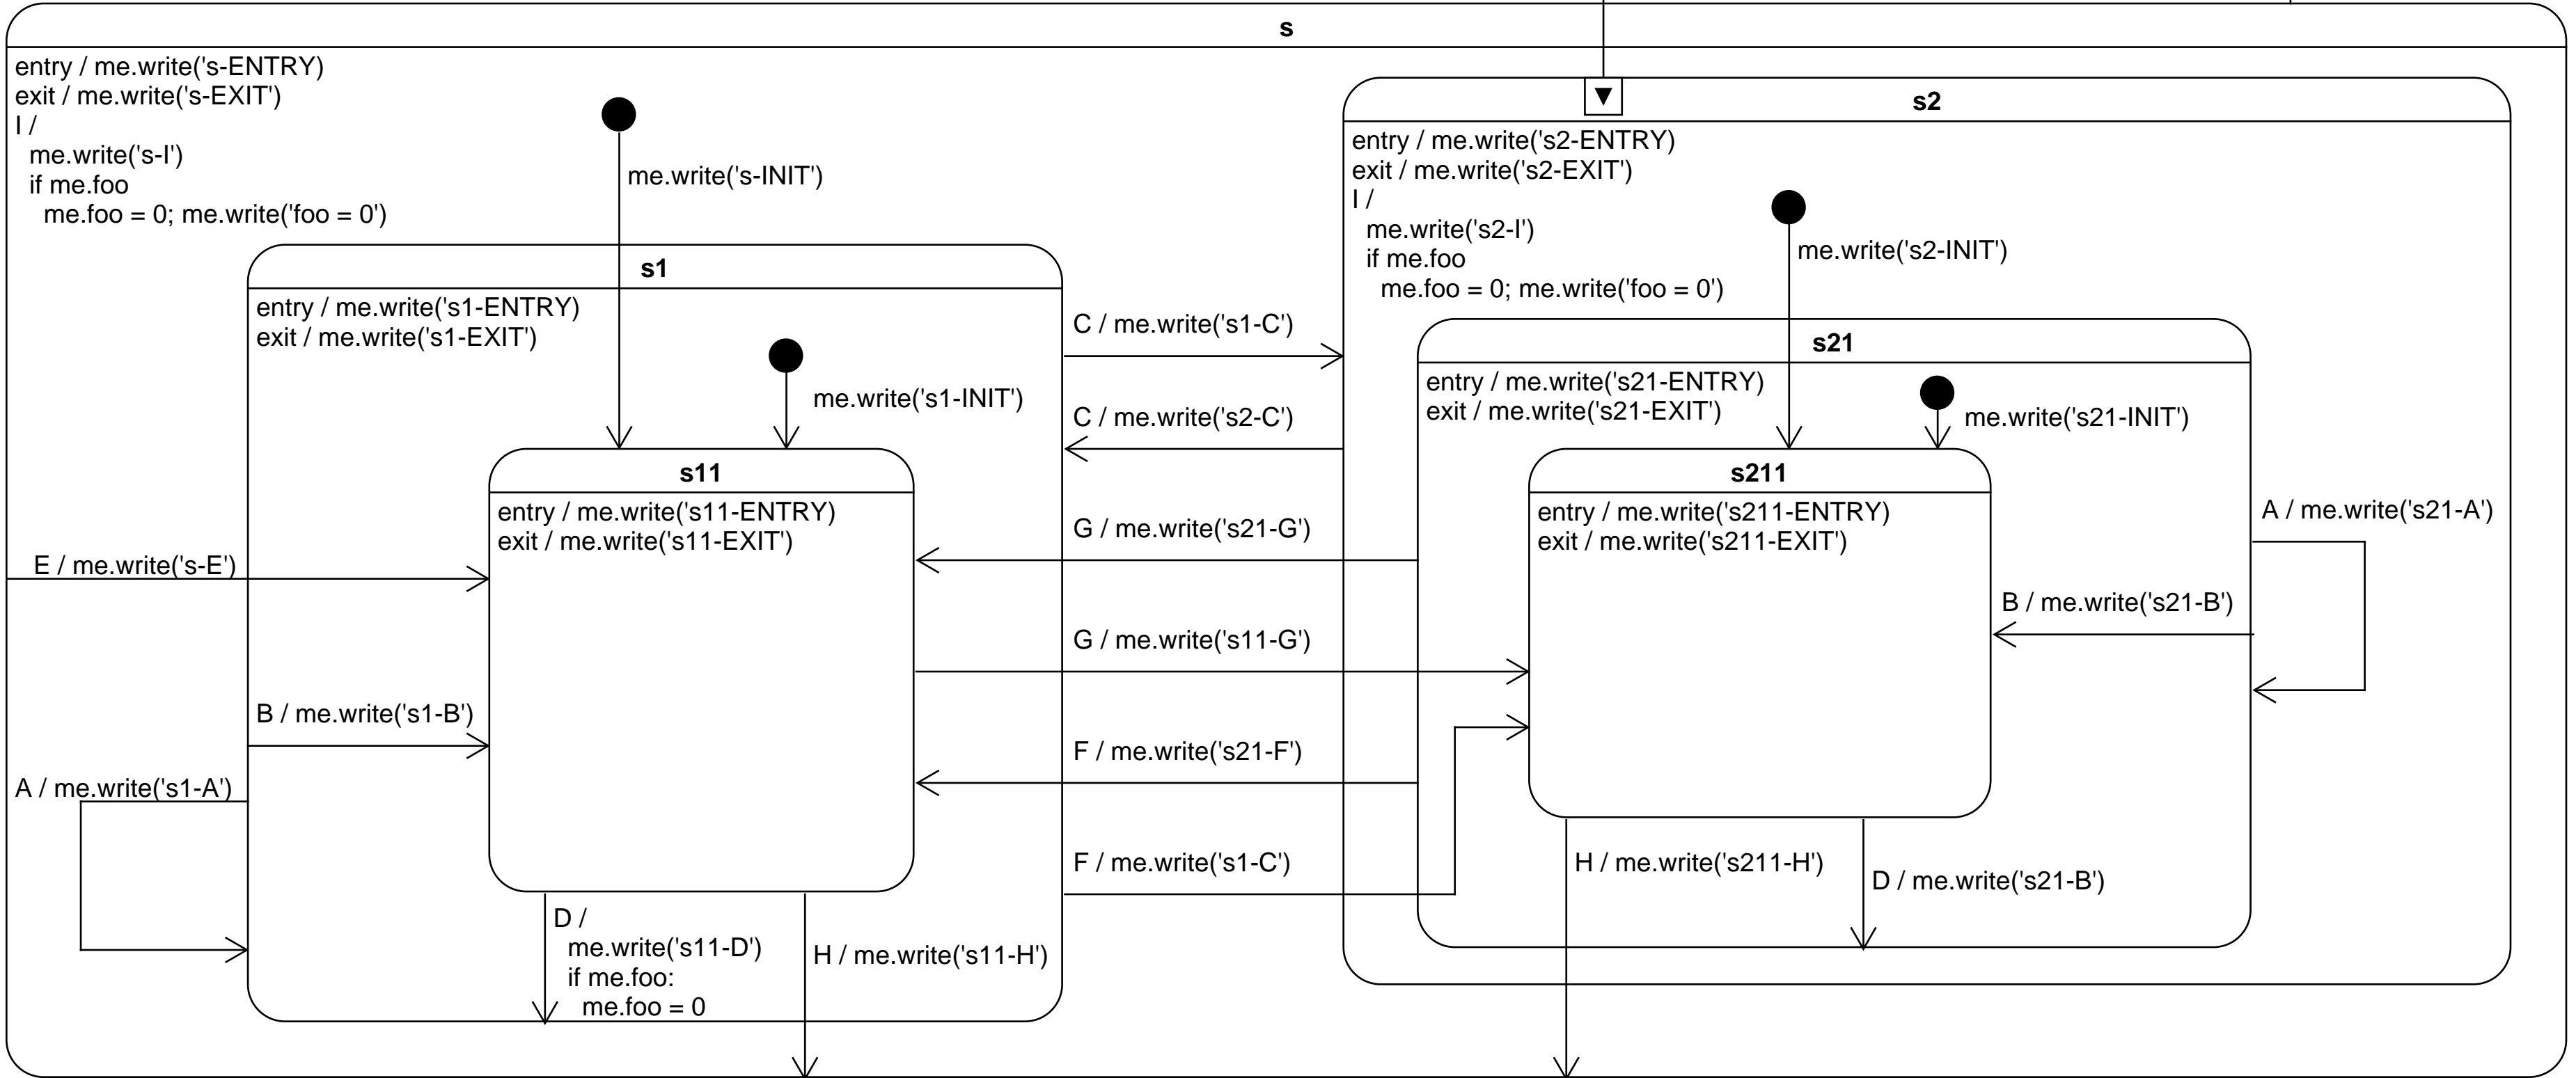 s
entry / me.write('s-ENTRY)
exit / me.write('s-EXIT')
I /
me.write('s-I')
if me.foo
me.foo = 0; me.write('foo = 0')
me.write('s-INIT')
s1
entry / me.write('s1-ENTRY)
exit / me.write('s1-EXIT')
me.write('s1-INIT')
s11
entry / me.write('s11-ENTRY)
exit / me.write('s11-EXIT')
E / me.write('s-E')
B / me.write('s1-B')
A / me.write('s1-A')
D /
me.write('s11-D')
if me.foo:
me.foo = 0
H / me.write('s11-H')
C / me.write('s1-C')
C / me.write('s2-C')
G / me.write('s21-G')
G / me.write('s11-G')
F / me.write('s21-F')
F / me.write('s1-C')
s2
entry / me.write('s2-ENTRY)
exit / me.write('s2-EXIT')
I /
me.write('s2-I')
if me.foo
me.foo = 0; me.write('foo = 0')
me.write('s2-INIT')
s21
entry / me.write('s21-ENTRY)
exit / me.write('s21-EXIT')
me.write('s21-INIT')
s211
entry / me.write('s211-ENTRY)
exit / me.write('s211-EXIT')
A / me.write('s21-A')
B / me.write('s21-B')
H / me.write('s211-H')
D / me.write('s21-B')